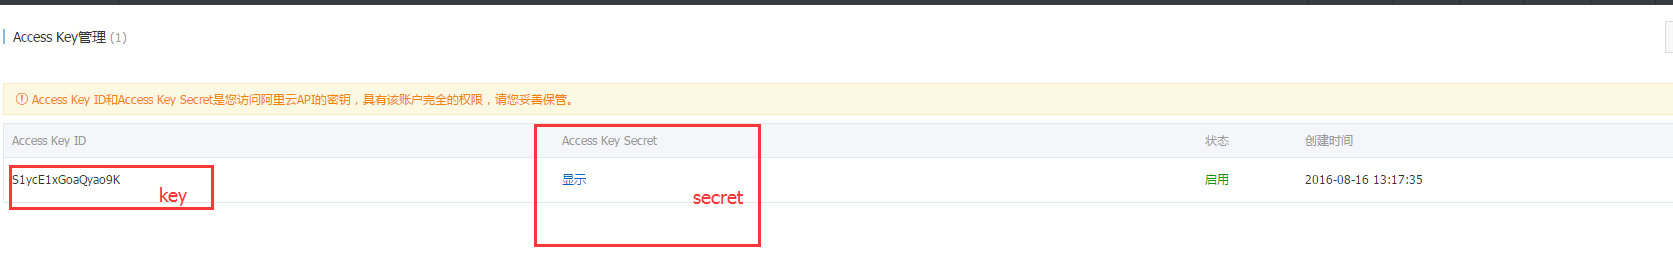 Access Key管理 (1)
Access Key ID和Access Key Secret是您访问阿里云API的密钥，具有该账户完全的权限，请您妥善保管。
Access Key ID Access Key Secret 状态 创建时间
S1ycE1xGoaQyao9K 显示 启用 2016-08-16 13:17:35
key secret